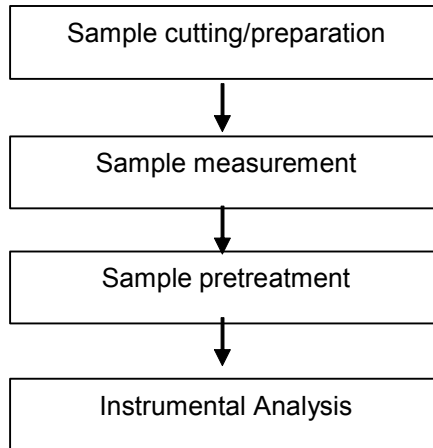 Sample cutting/preparation
Sample measurement
Sample pretreatment
Instrumental Analysis